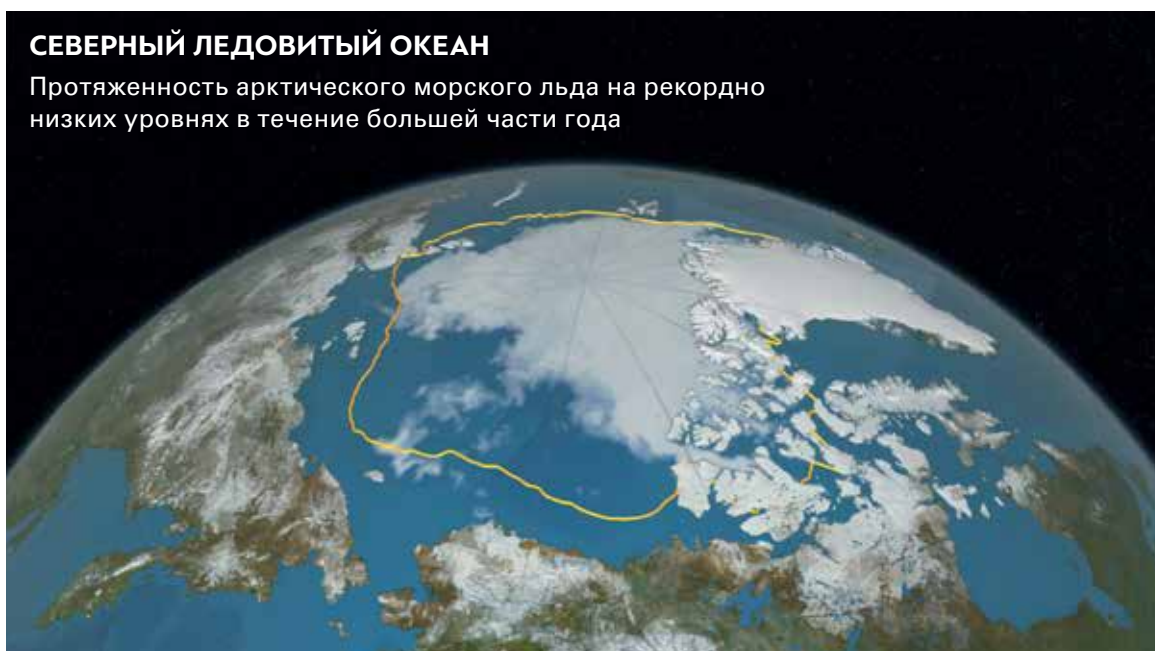 СЕВЕРНЫЙ ЛЕДОВИТЫЙ ОКЕАН
Протяженность арктического морского льда на рекордно
низких уровнях в течение большей части года